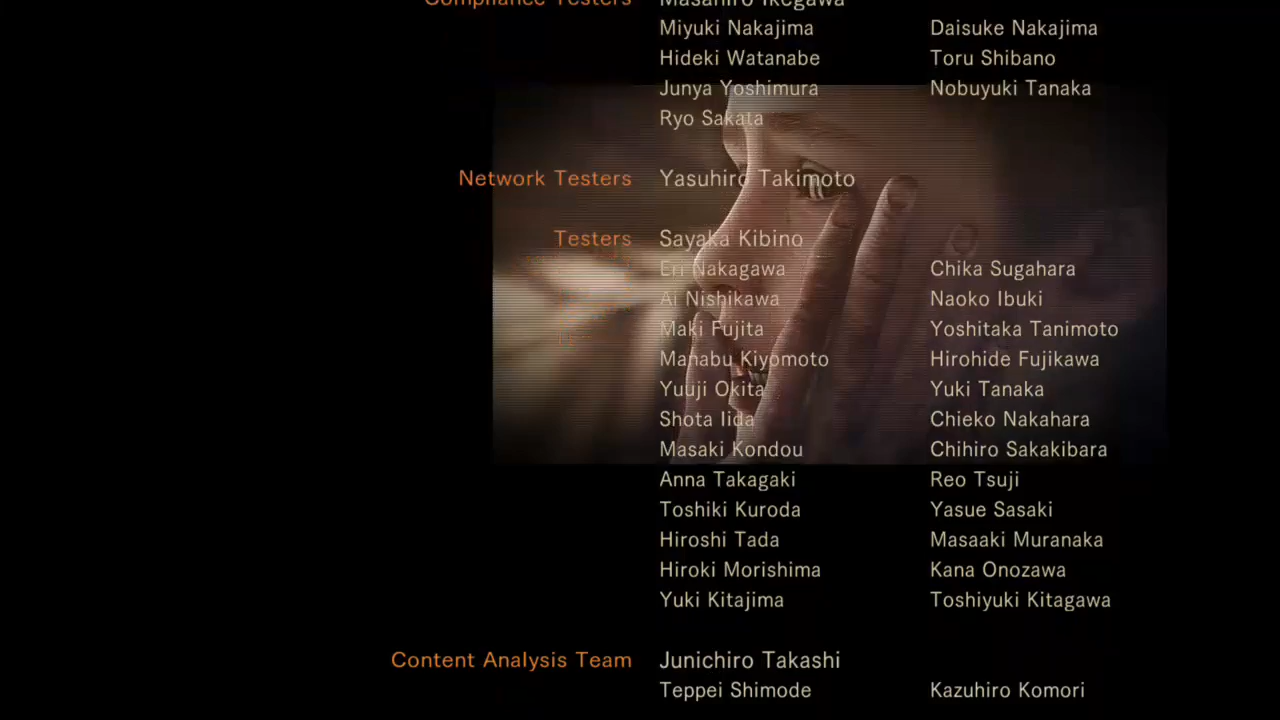 Compliance Testers Masahiro Ikegawa
Miyuki Nakajima Daisuke Nakajima
Hideki Watanabe Toru Shibano
Junya Yoshimura Nobuyuki Tanaka
Ryo Sakata
Network Testers Yasuhiro Takimoto
Testers Sayaka Kibino
Eri Nakagawa Chika Sugahara
Ai Nishikawa Naoko Ibuki
Maki Fujita Yoshitaka Tanimoto
Manabu Kiyomoto Hirohide Fujikawa
Yuuji Okita Yuki Tanaka
Shota Iida Chieko Nakahara
Masaki Kondou Chihiro Sakakibara
Anna Takagaki Reo Tsuji
Toshiki Kuroda Yasue Sasaki
Hiroshi Tada Masaaki Muranaka
Hiroki Morishima Kana Onozawa
Yuki Kitajima Toshiyuki Kitagawa
Content Analysis Team Junichiro Takashi
Teppei Shimode Kazuhiro Komori